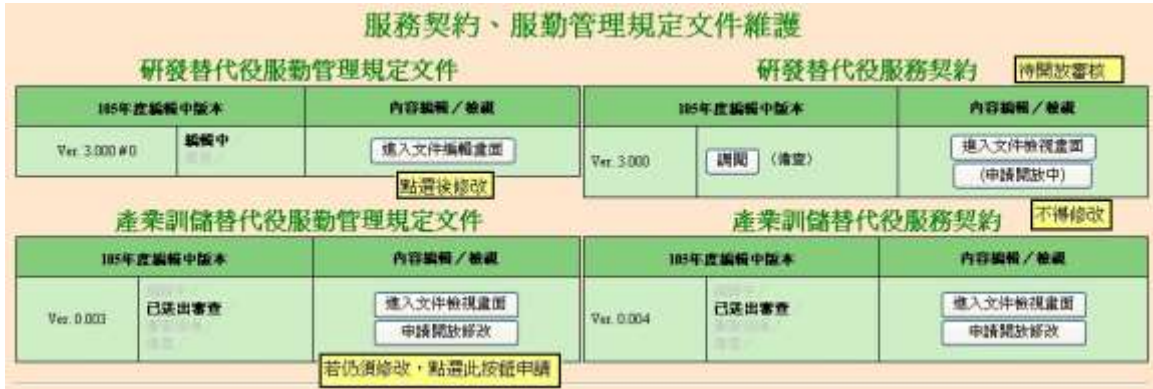 服務契約、服勤管理規定文件維護
研發替代役服勤管理規定文件
105年度編輯中版本
內容編輯/檢視
Ver. 3.000 #0
編輯中
進入文件編輯畫面
點選後修改
研發替代役服務契約
待開放審核
105年度編輯中版本
內容編輯/檢視
Ver. 3.000
調閱
(備查)
進入文件檢視畫面
(申請開放中)
產業訓儲替代役服勤管理規定文件
105年度編輯中版本
內容編輯/檢視
Ver. 0.003
已送出審查
進入文件檢視畫面
申請開放修改
若仍須修改,點選此按鈕申請
產業訓儲替代役服務契約
不得修改
105年度編輯中版本
內容編輯/檢視
Ver. 0.004
已送出審查
進入文件檢視畫面
申請開放修改